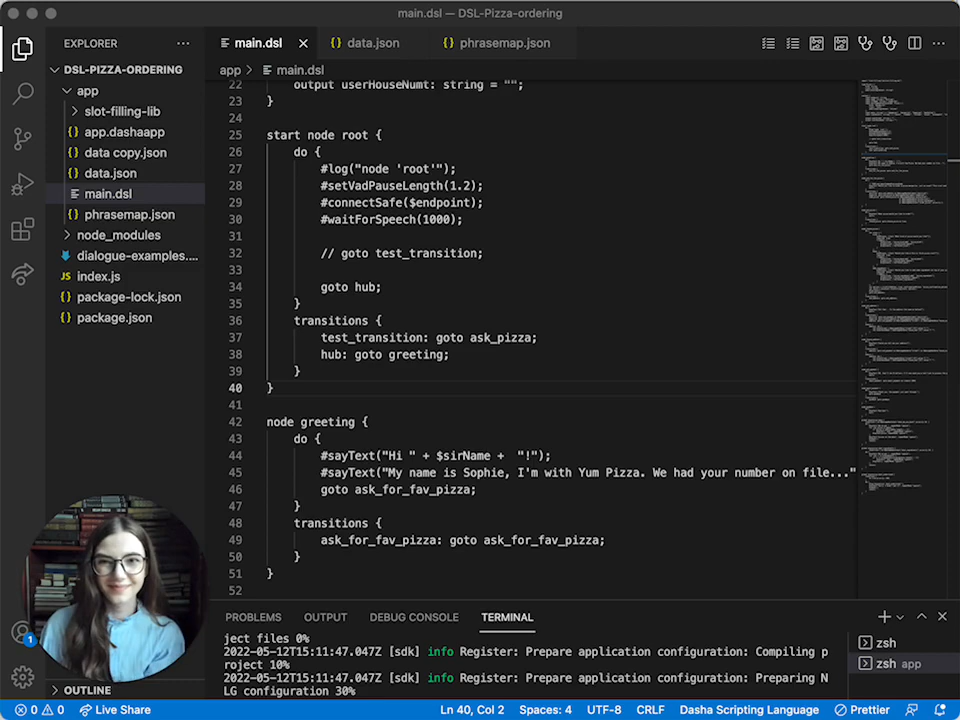 main.dsl — DSL-Pizza-ordering
EXPLORER
DSL-PIZZA-ORDERING
app
slot-filling-lib
{} app.dashaapp
{} data copy.json
{} data.json
main.dsl
{} phrasemap.json
node_modules
dialogue-examples....
JS index.js
{} package-lock.json
{} package.json
OUTLINE
main.dsl
{} data.json
{} phrasemap.json
app > main.dsl
22 output userHouseNumt: string = "";
23 }
24
25 start node root {
26 do {
27 #log("node 'root'");
28 #setVadPauseLength(1.2);
29 #connectSafe($endpoint);
30 #waitForSpeech(1000);
31
32 // goto test_transition;
33
34 goto hub;
35 }
36 transitions {
37 test_transition: goto ask_pizza;
38 hub: goto greeting;
39 }
40 }
41
42 node greeting {
43 do {
44 #sayText("Hi " + $sirName + "!");
45 #sayText("My name is Sophie, I'm with Yum Pizza. We had your number on file..."
46 goto ask_for_fav_pizza;
47 }
48 transitions {
49 ask_for_fav_pizza: goto ask_for_fav_pizza;
50 }
51 }
52
PROBLEMS OUTPUT DEBUG CONSOLE TERMINAL
ject files 0%
2022-05-12T15:11:47.047Z [sdk] info Register: Prepare application configuration: Compiling p
roject 10%
2022-05-12T15:11:47.047Z [sdk] info Register: Prepare application configuration: Preparing N
LG configuration 30%
zsh
zsh app
1
0 0 Live Share
Ln 40, Col 2 Spaces: 4 UTF-8 CRLF Dasha Scripting Language Prettier